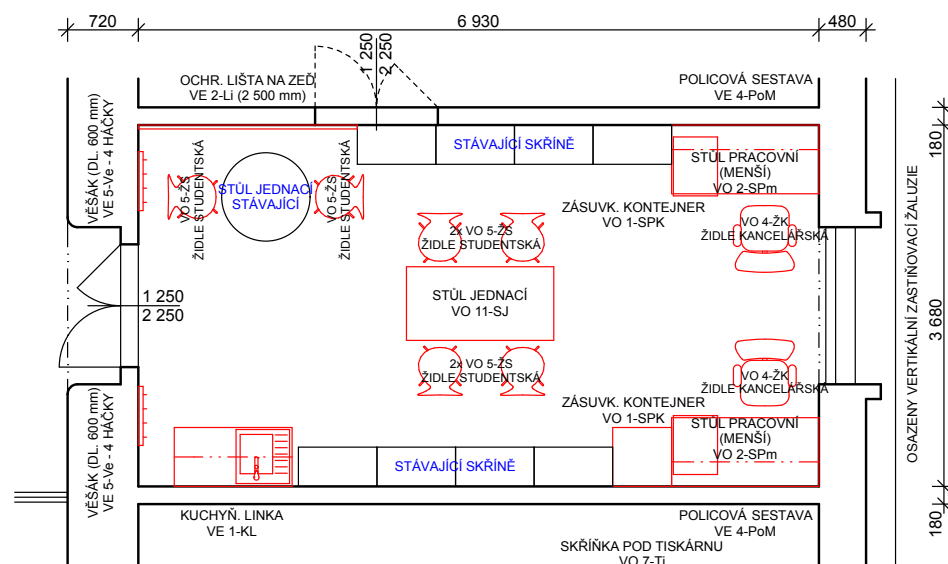 720
6 930
480
1 250
2 250
OCHR. LIŠTA NA ZEĎ
VE 2-Li (2 500 mm)
POLICOVÁ SESTAVA
VE 4-PoM
VĚŠÁK (DL. 600 mm)
VE 5-Ve - 4 HÁČKY
VO 5-ŽS
ŽIDLE STUDENTSKÁ
STŮL JEDNACÍ
STÁVAJÍCÍ
VO 5-ŽS
ŽIDLE STUDENTSKÁ
STÁVAJÍCÍ SKŘÍNĚ
STŮL PRACOVNÍ
(MENŠÍ)
VO 2-SPm
180
ZÁSUVK. KONTEJNER
VO 1-SPK
2x VO 5-ŽS
ŽIDLE STUDENTSKÁ
VO 4-ŽK
ŽIDLE KANCELÁŘSKÁ
1 250
2 250
STŮL JEDNACÍ
VO 11-SJ
OSAZENY VERTIKÁLNÍ ZASTIŇOVACÍ ŽALUZIE
3 680
2x VO 5-ŽS
ŽIDLE STUDENTSKÁ
VO 4-ŽK
ŽIDLE KANCELÁŘSKÁ
ZÁSUVK. KONTEJNER
VO 1-SPK
VĚŠÁK (DL. 600 mm)
VE 5-Ve - 4 HÁČKY
STŮL PRACOVNÍ
(MENŠÍ)
VO 2-SPm
STÁVAJÍCÍ SKŘÍNĚ
180
KUCHYŇ. LINKA
VE 1-KL
POLICOVÁ SESTAVA
VE 4-PoM
SKŘÍŇKA POD TISKÁRNU
VO 7-Ti